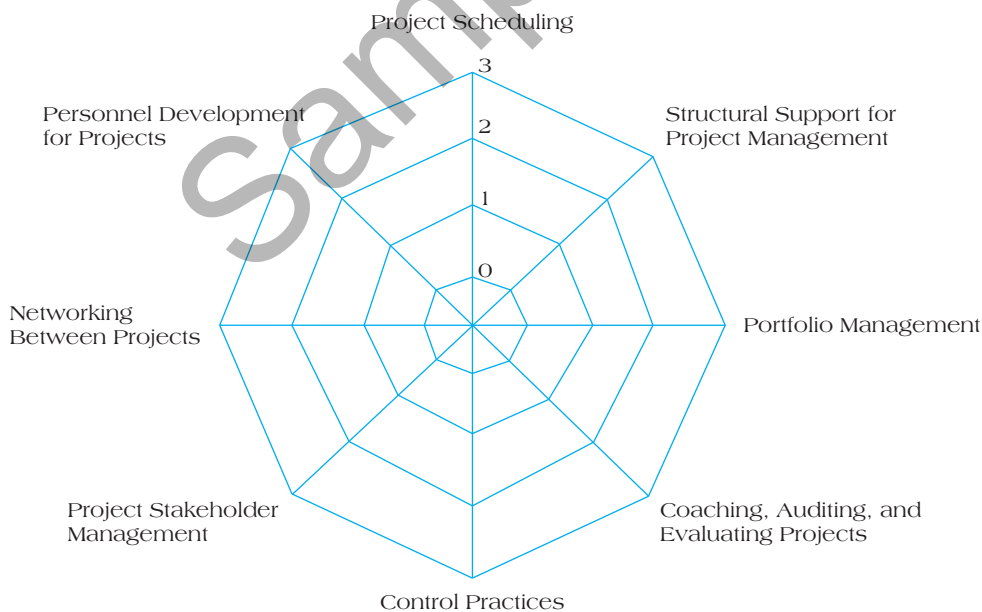 Project Scheduling
3
2
1
0
Structural Support for
Project Management
Portfolio Management
Coaching, Auditing, and
Evaluating Projects
Control Practices
Project Stakeholder
Management
Networking
Between Projects
Personnel Development
for Projects